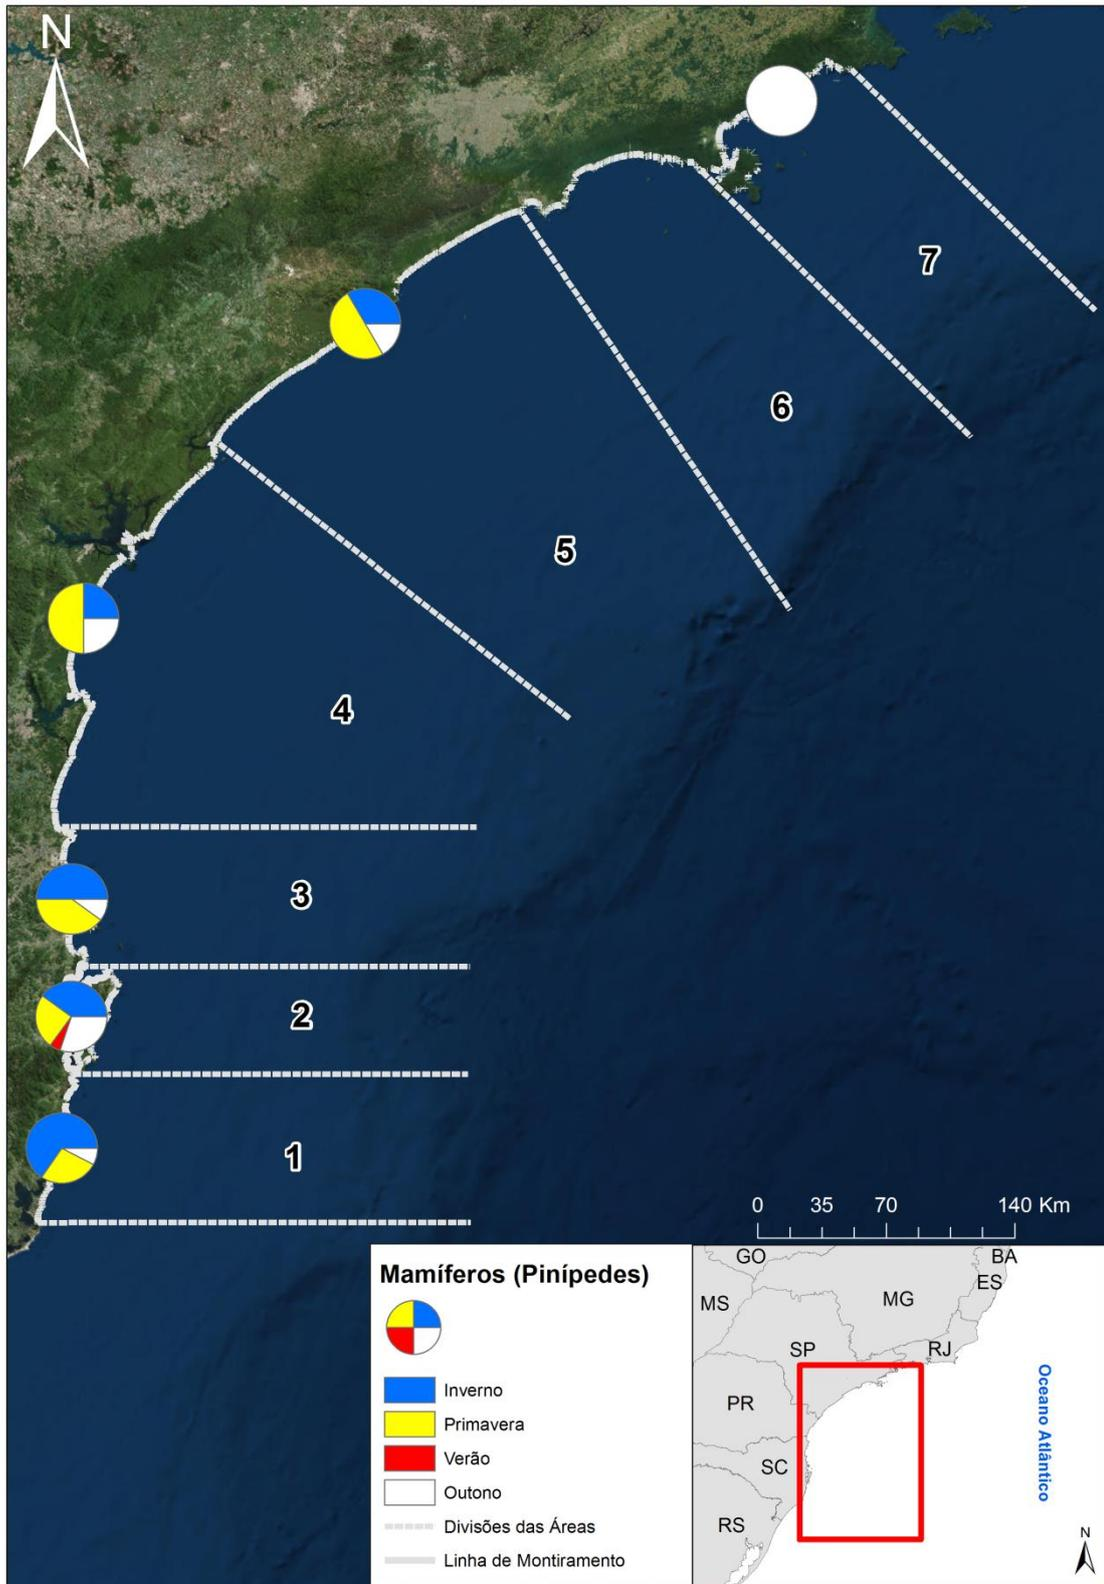 N
7
6
5
4
3
2
1
0 35 70 140 Km
Mamíferos (Pinípedes)
Inverno
Primavera
Verão
Outono
Divisões das Áreas
Linha de Montiramento
GO
BA
ES
MS
MG
SP
RJ
PR
SC
RS
Oceano Atlântico
N